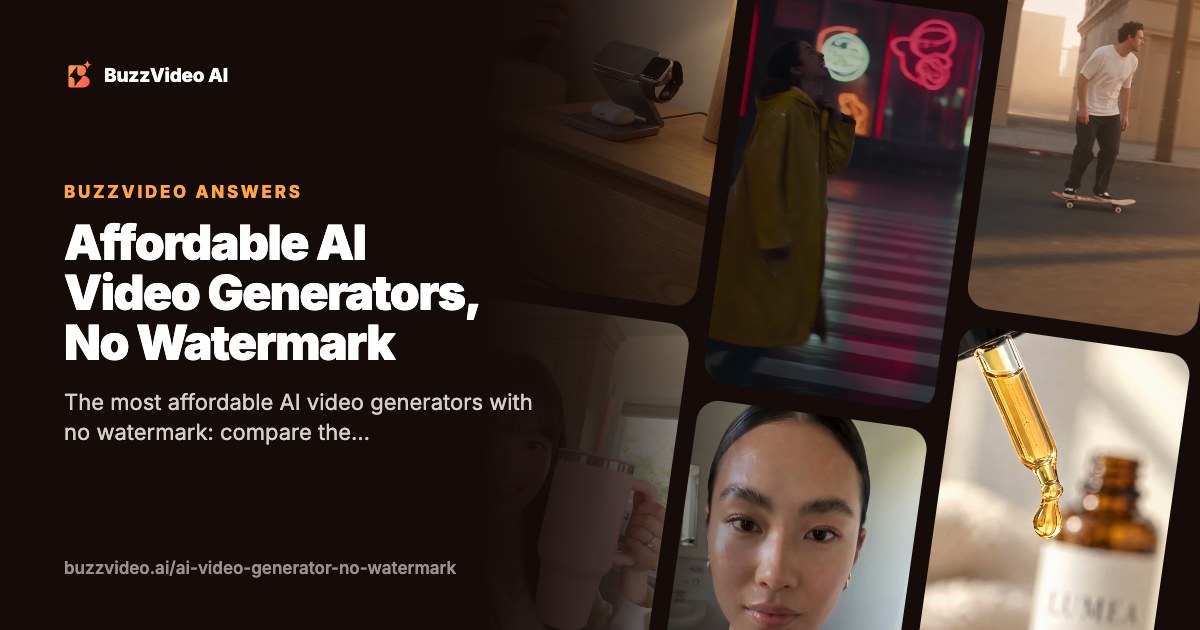 BuzzVideo AI
BUZZVIDEO ANSWERS
Affordable AI
Video Generators,
No Watermark
The most affordable AI video generators with
no watermark: compare the...
buzzvideo.ai/ai-video-generator-no-watermark
LUMEA